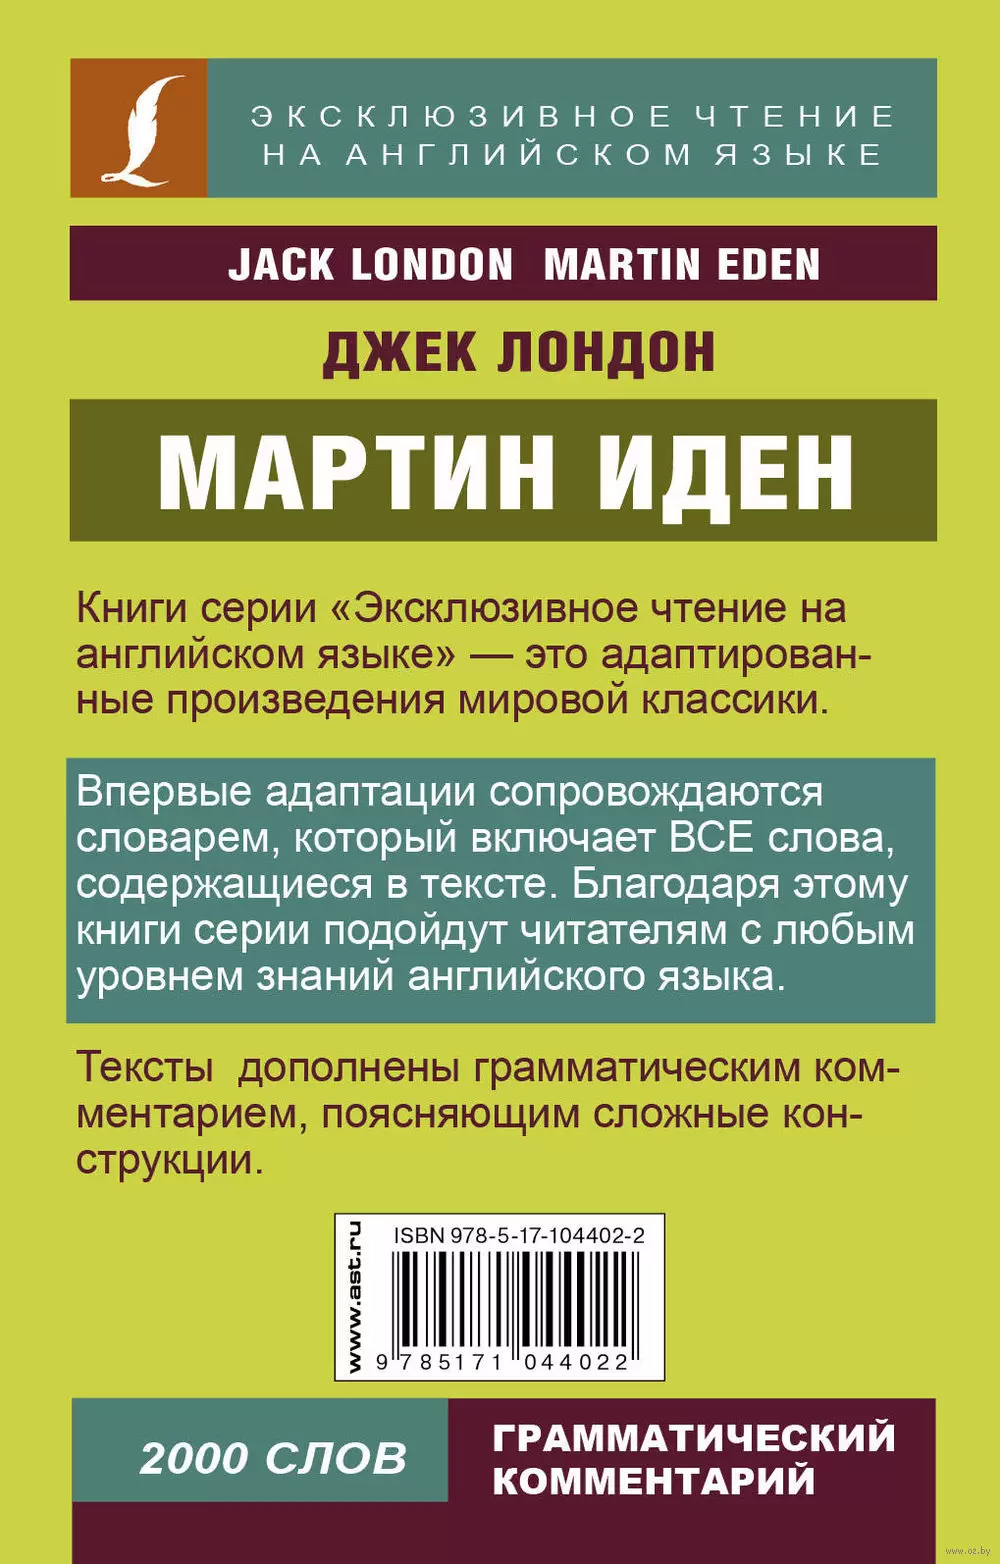 ЭКСКЛЮЗИВНОЕ ЧТЕНИЕ
НА АНГЛИЙСКОМ ЯЗЫКЕ
JACK LONDON MARTIN EDEN
ДЖЕК ЛОНДОН
МАРТИН ИДЕН
Книги серии «Эксклюзивное чтение на
английском языке» — это адаптирован-
ные произведения мировой классики.
Впервые адаптации сопровождаются
словарем, который включает ВСЕ слова,
содержащиеся в тексте. Благодаря этому
книги серии подойдут читателям с любым
уровнем знаний английского языка.
Тексты дополнены грамматическим ком-
ментарием, поясняющим сложные кон-
струкции.
www.ast.ru
ISBN 978-5-17-104402-2
9 785171 044022
2000 СЛОВ
ГРАММАТИЧЕСКИЙ
КОММЕНТАРИЙ
www.oz.by